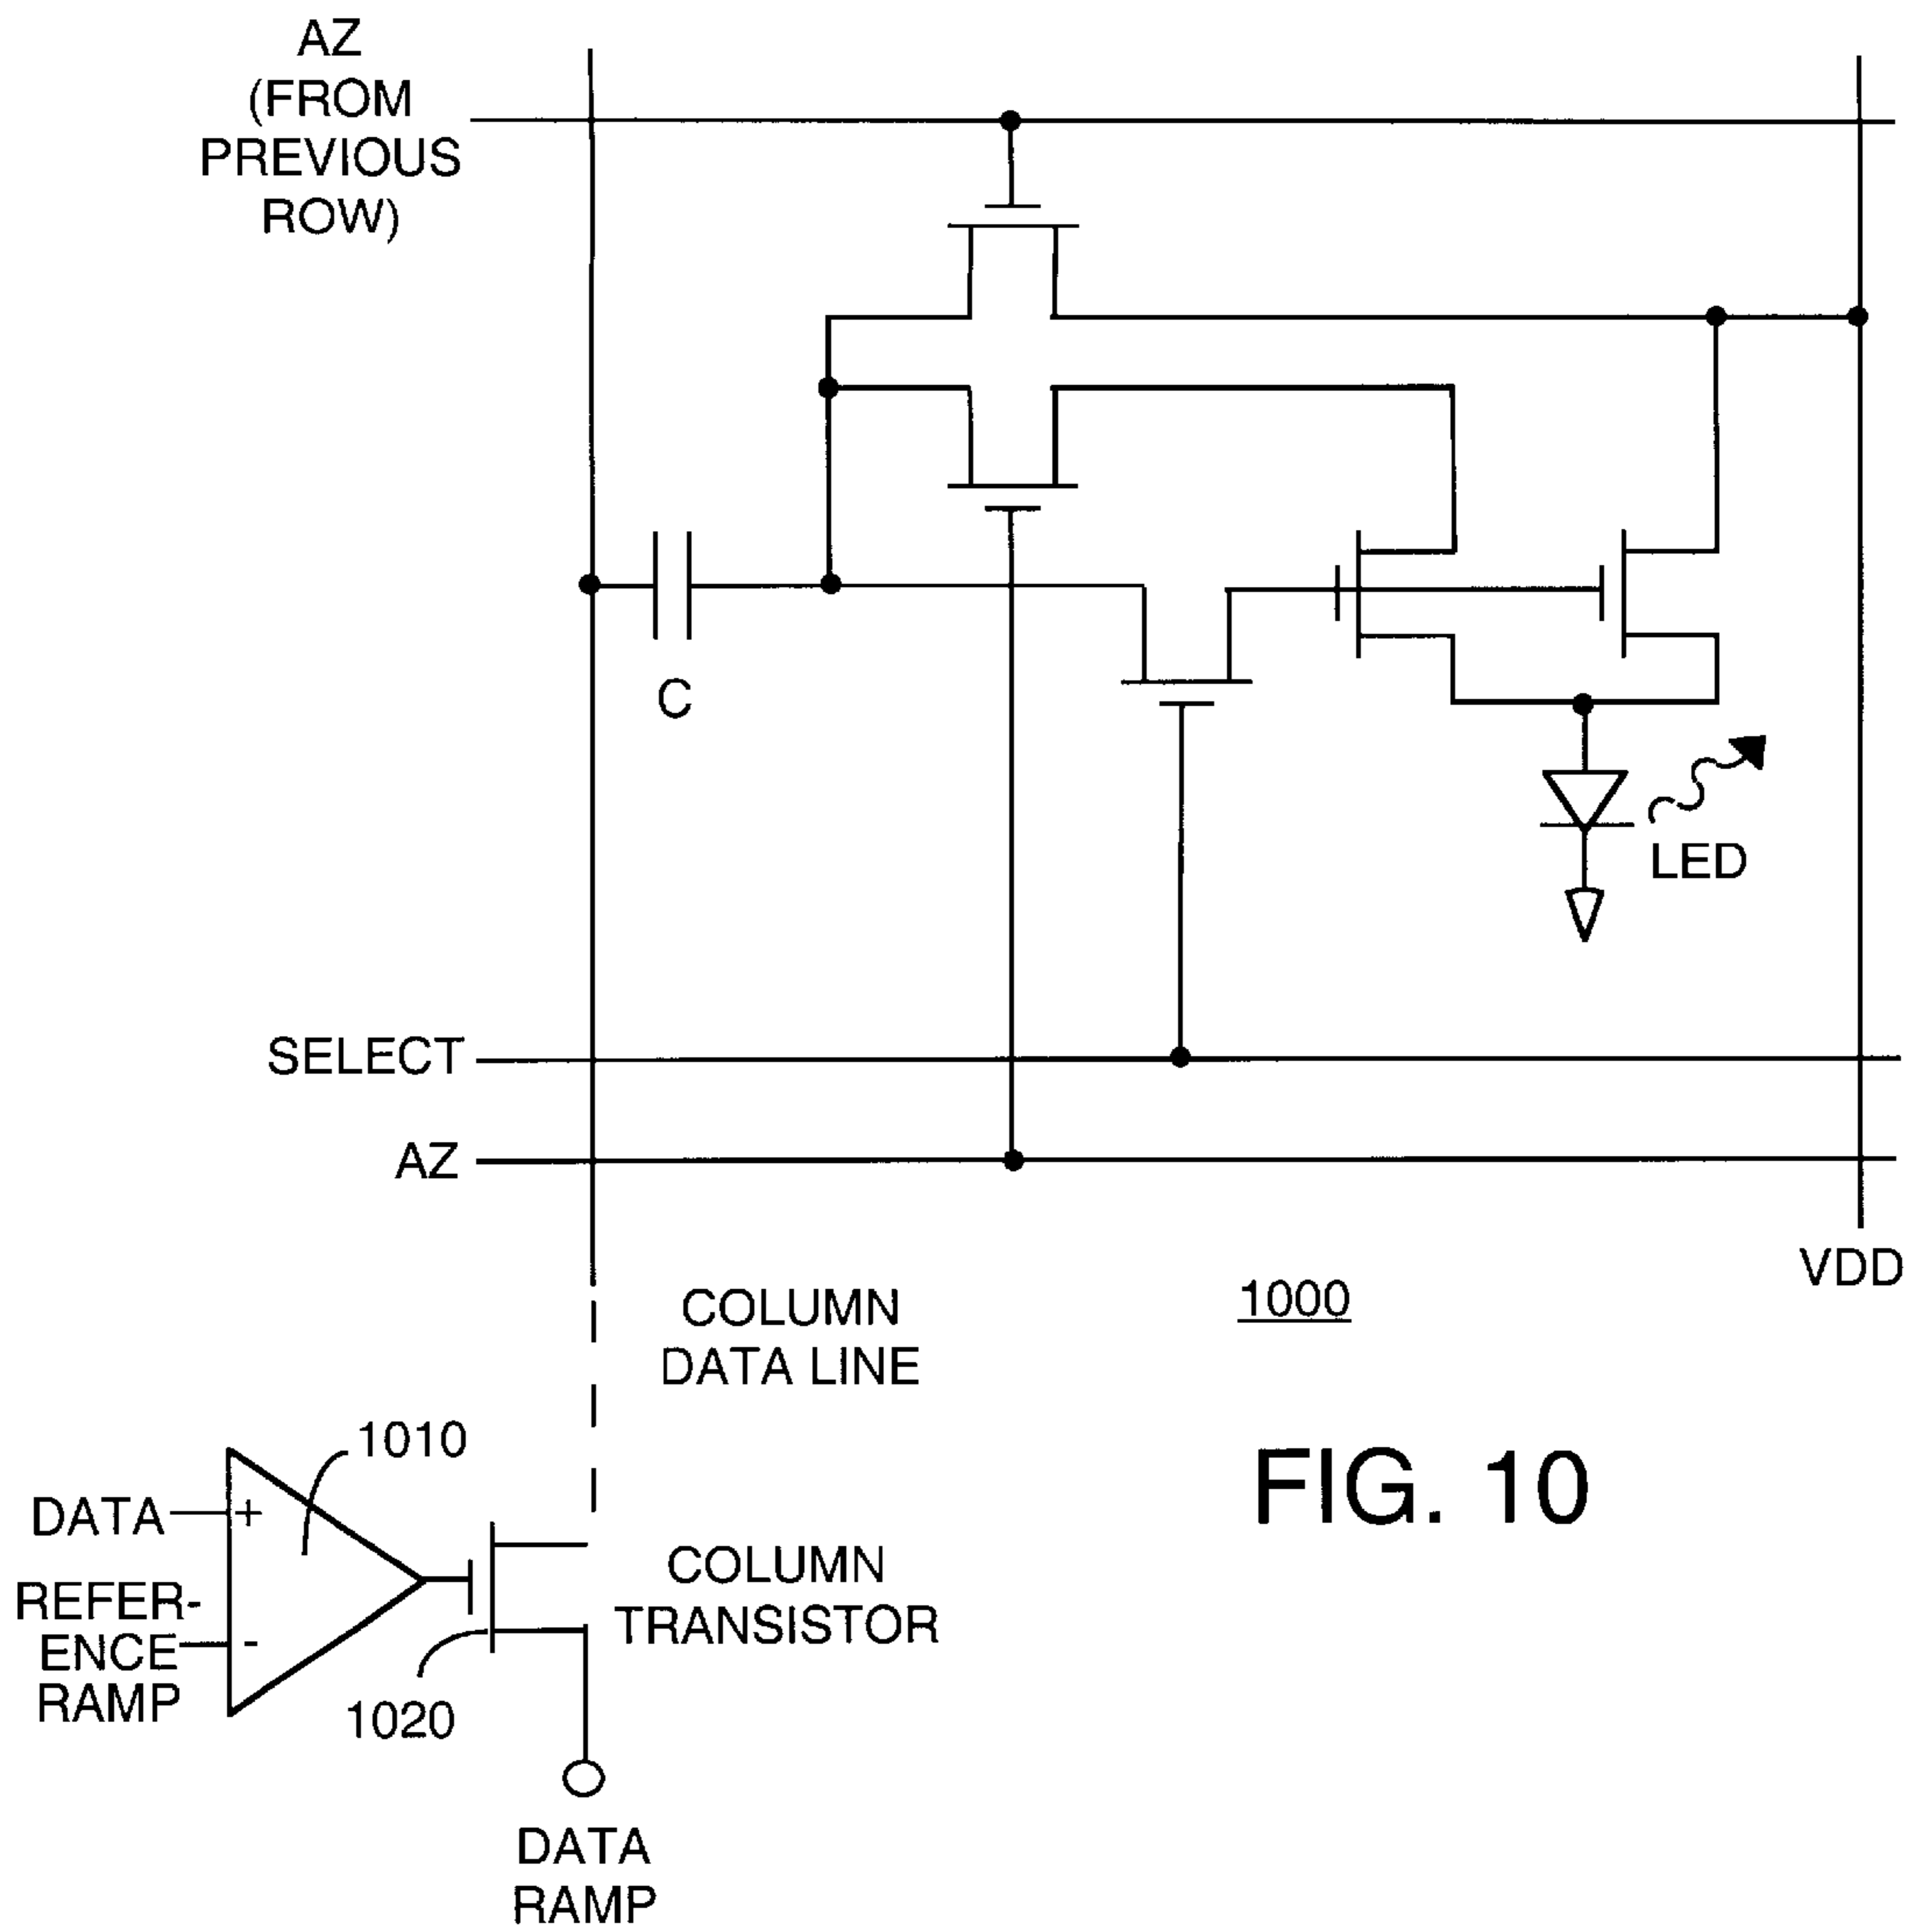 AZ
(FROM
PREVIOUS
ROW)
C
LED
SELECT
AZ
VDD
COLUMN
DATA LINE
1000
FIG. 10
1010
DATA
+
REFER-
ENCE
RAMP
-
COLUMN
TRANSISTOR
1020
DATA
RAMP